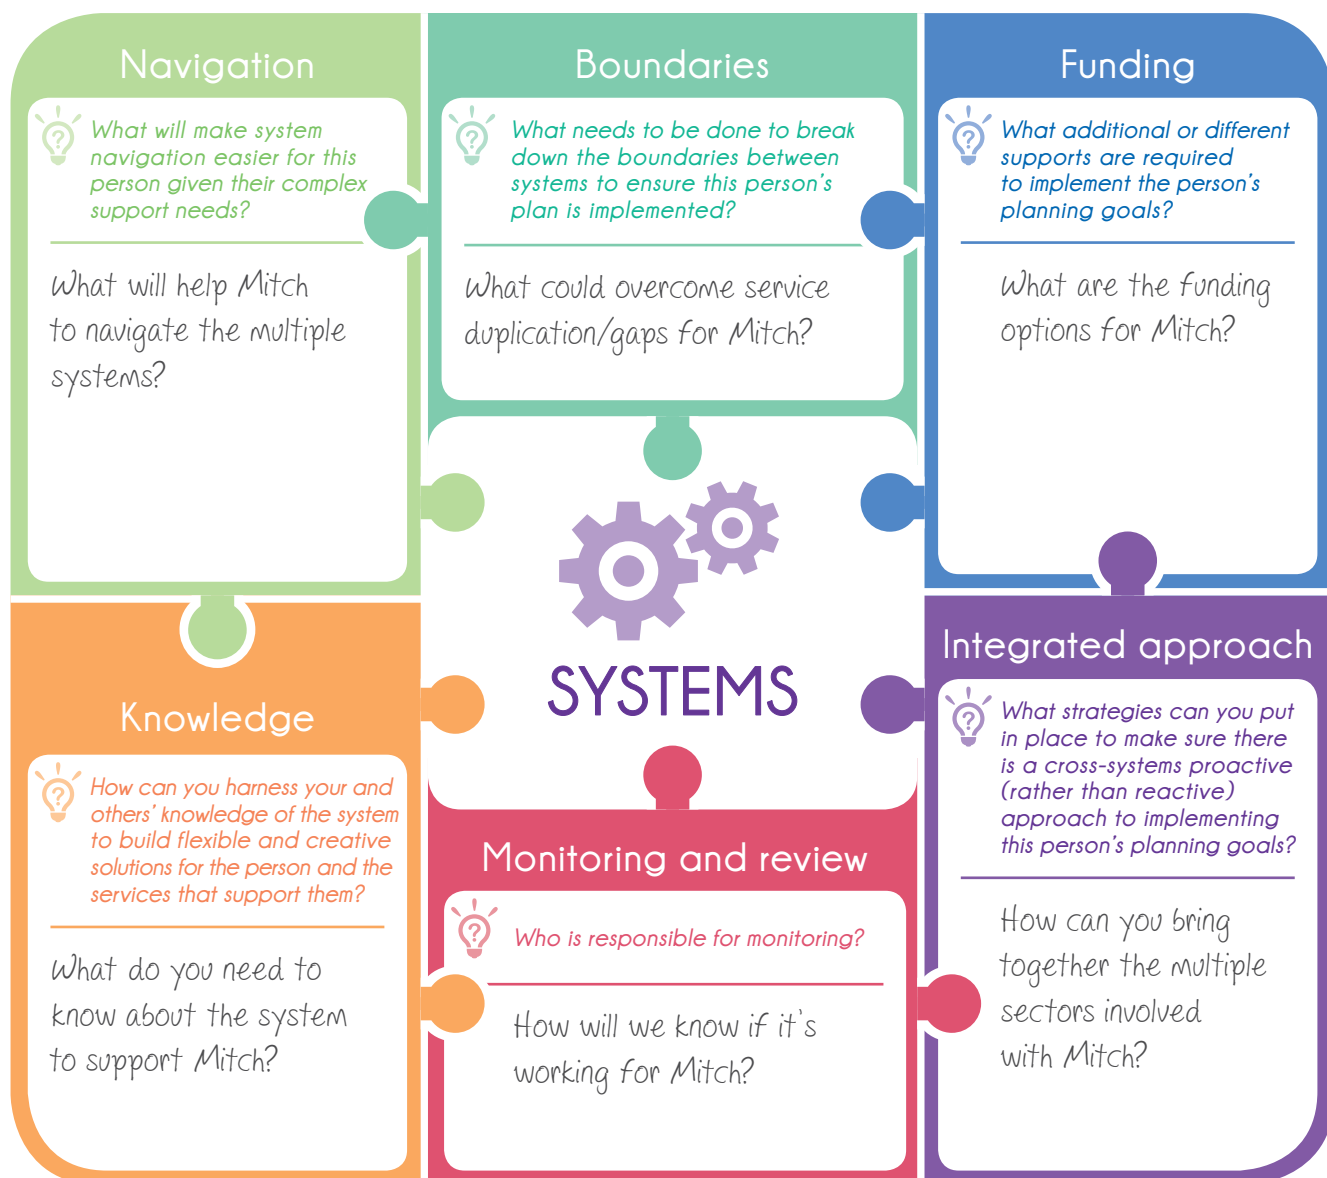 Navigation
What will make system
navigation easier for this
person given their complex
support needs?
What will help Mitch
to navigate the multiple
systems?
Boundaries
What needs to be done to break
down the boundaries between
systems to ensure this person's
plan is implemented?
What could overcome service
duplication/gaps for Mitch?
Funding
What additional or different
supports are required
to implement the person's
planning goals?
What are the funding
options for Mitch?
SYSTEMS
Knowledge
How can you harness your and
others' knowledge of the system
to build flexible and creative
solutions for the person and the
services that support them?
What do you need to
know about the system
to support Mitch?
Monitoring and review
Who is responsible for monitoring?
How will we know if it's
working for Mitch?
Integrated approach
What strategies can you put
in place to make sure there
is a cross-systems proactive
(rather than reactive)
approach to implementing
this person's planning goals?
How can you bring
together the multiple
sectors involved
with Mitch?